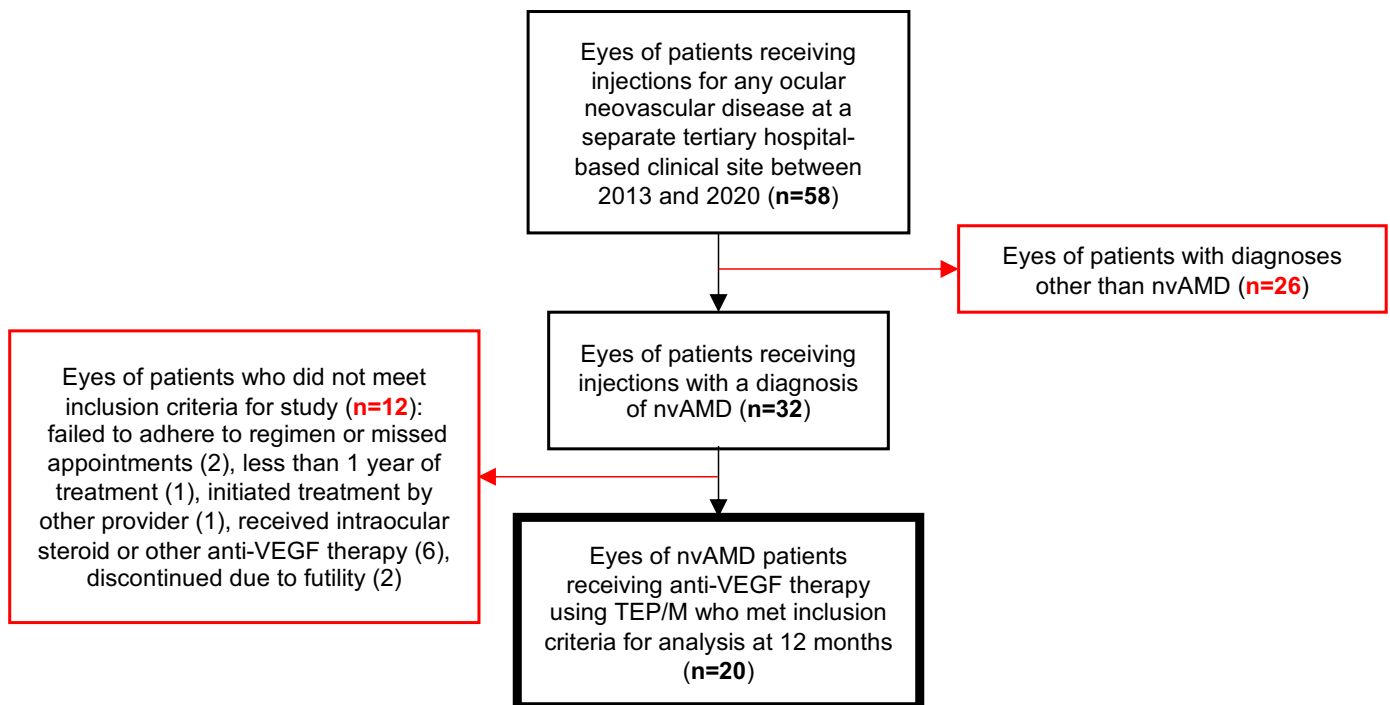 Eyes of patients receiving
injections for any ocular
neovascular disease at a
separate tertiary hospital-
based clinical site between
2013 and 2020 (n=58)
Eyes of patients with diagnoses
other than nvAMD (n=26)
Eyes of patients receiving
injections with a diagnosis
of nvAMD (n=32)
Eyes of patients who did not meet
inclusion criteria for study (n=12):
failed to adhere to regimen or missed
appointments (2), less than 1 year of
treatment (1), initiated treatment by
other provider (1), received intraocular
steroid or other anti-VEGF therapy (6),
discontinued due to futility (2)
Eyes of nvAMD patients
receiving anti-VEGF therapy
using TEP/M who met inclusion
criteria for analysis at 12 months
(n=20)